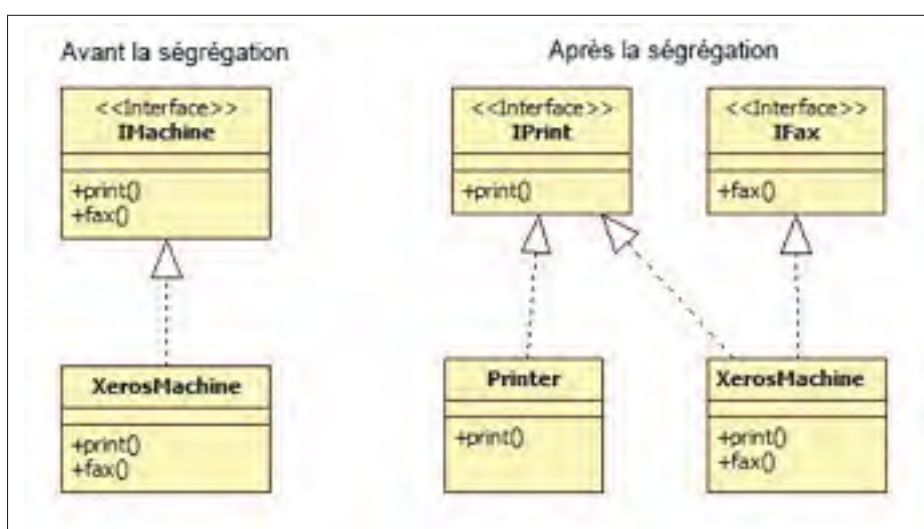 Avant la ségrégation
<<Interface>>
IMachine
+print()
+fax()
XerosMachine
+print()
+fax()
Après la ségrégation
<<Interface>>
IPrint
+print()
<<Interface>>
IFax
+fax()
Printer
+print()
XerosMachine
+print()
+fax()